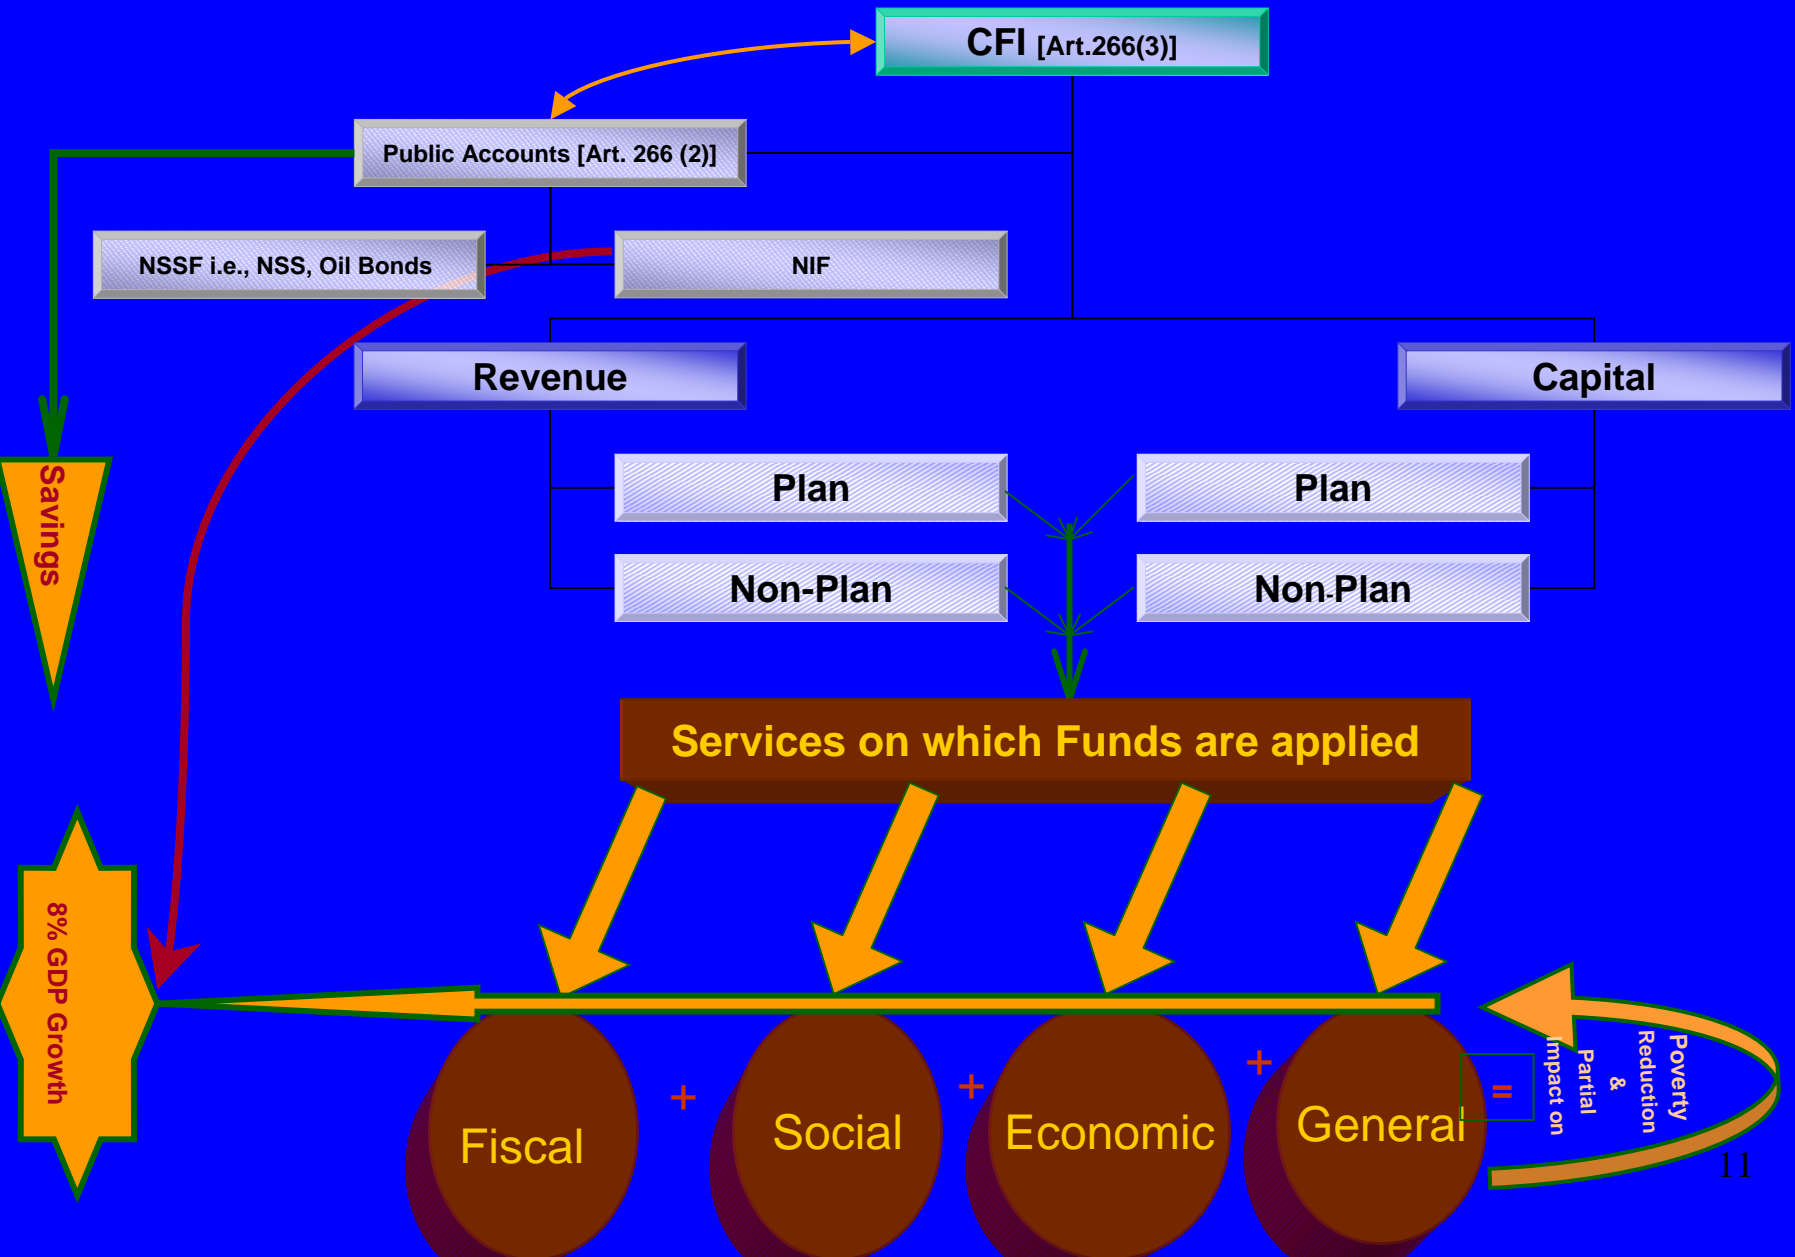 CFI [Art.266(3)]
Public Accounts [Art. 266 (2)]
NSSF i.e., NSS, Oil Bonds
NIF
Revenue
Capital
Savings
Plan
Plan
Non-Plan
Non-Plan
Services on which Funds are applied
8% GDP Growth
Fiscal
+
Social
+
Economic
+
General
=
Poverty
Reduction
&
Partial
Impact on
11